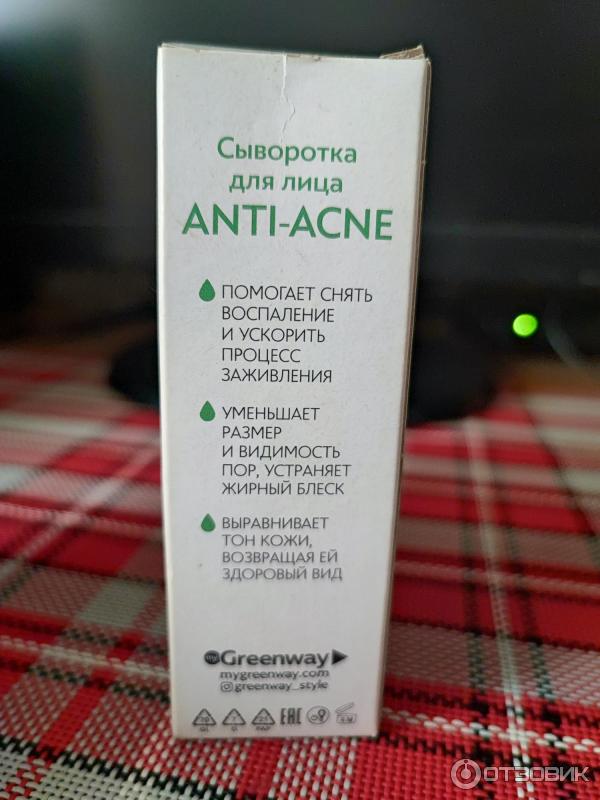 Сыворотка
для лица
ANTI-ACNE
ПОМОГАЕТ СНЯТЬ
ВОСПАЛЕНИЕ
И УСКОРИТЬ
ПРОЦЕСС
ЗАЖИВЛЕНИЯ
УМЕНЬШАЕТ
РАЗМЕР
И ВИДИМОСТЬ
ПОР, УСТРАНЯЕТ
ЖИРНЫЙ БЛЕСК
ВЫРАВНИВАЕТ
ТОН КОЖИ,
ВОЗВРАЩАЯ ЕЙ
ЗДОРОВЫЙ ВИД
Greenway
mygreenway.com
greenway_style
EAC
ОТЗОВИК